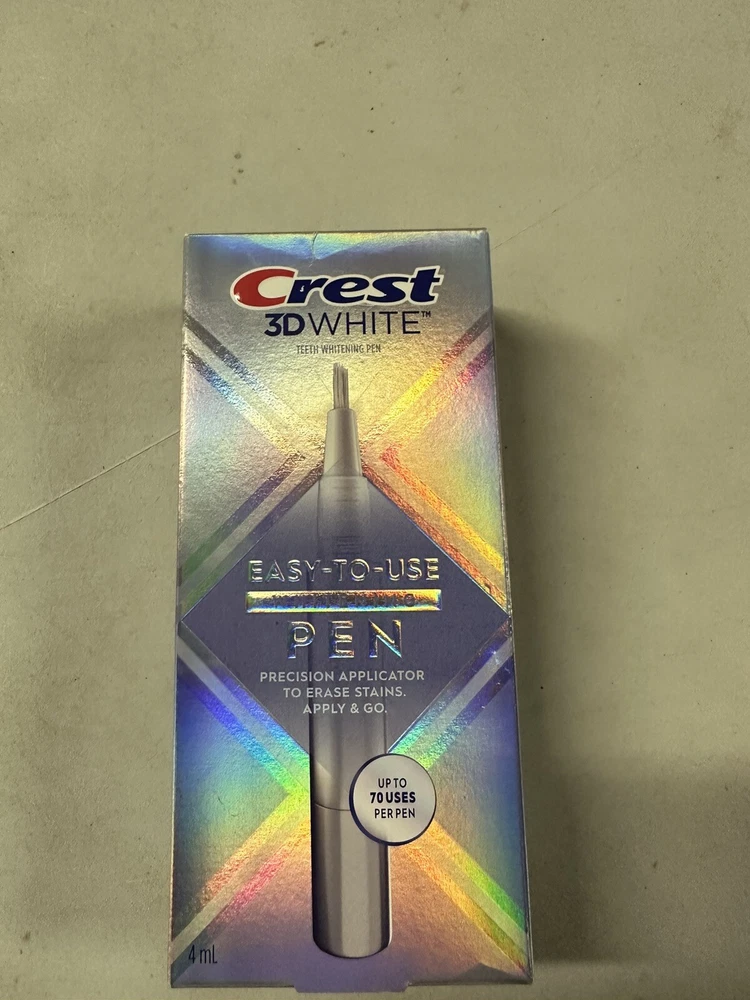 Crest
3D WHITE™
TEETH WHITENING PEN
EASY-TO-USE
PEN
PRECISION APPLICATOR
TO ERASE STAINS.
APPLY & GO.
UP TO
70 USES
PER PEN
4 mL